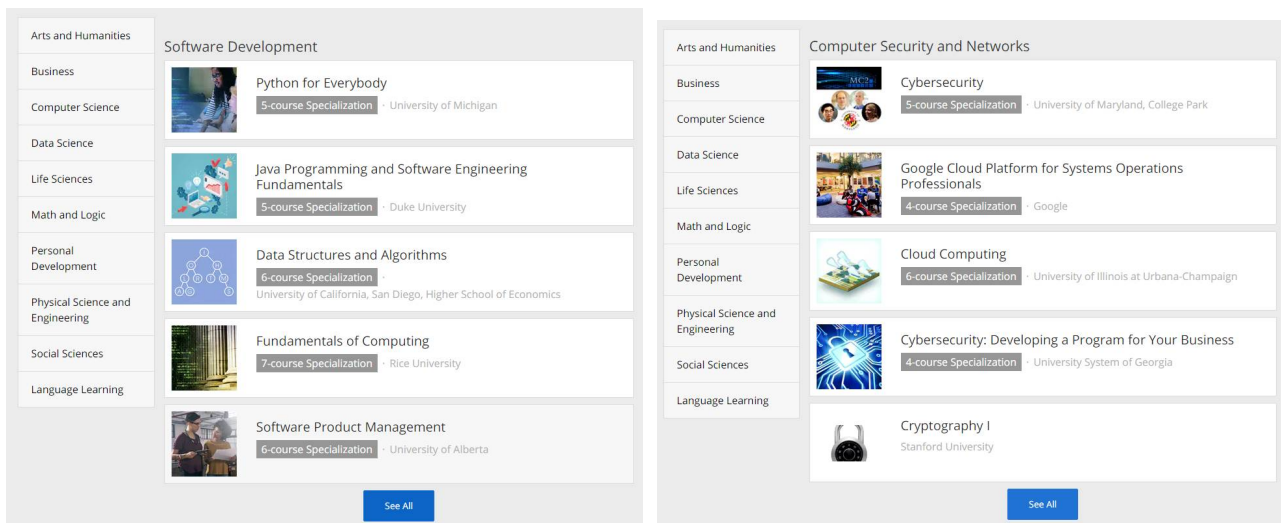 Arts and Humanities
Business
Computer Science
Data Science
Life Sciences
Math and Logic
Personal
Development
Physical Science and
Engineering
Social Sciences
Language Learning
Software Development
Python for Everybody
5-course Specialization · University of Michigan
Java Programming and Software Engineering
Fundamentals
5-course Specialization · Duke University
Data Structures and Algorithms
6-course Specialization ·
University of California, San Diego, Higher School of Economics
Fundamentals of Computing
7-course Specialization · Rice University
Software Product Management
6-course Specialization · University of Alberta
See All
Arts and Humanities
Business
Computer Science
Data Science
Life Sciences
Math and Logic
Personal
Development
Physical Science and
Engineering
Social Sciences
Language Learning
Computer Security and Networks
MC2
Cybersecurity
5-course Specialization · University of Maryland, College Park
Google Cloud Platform for Systems Operations
Professionals
4-course Specialization · Google
Cloud Computing
6-course Specialization · University of Illinois at Urbana-Champaign
Cybersecurity: Developing a Program for Your Business
4-course Specialization · University System of Georgia
Cryptography I
Stanford University
See All